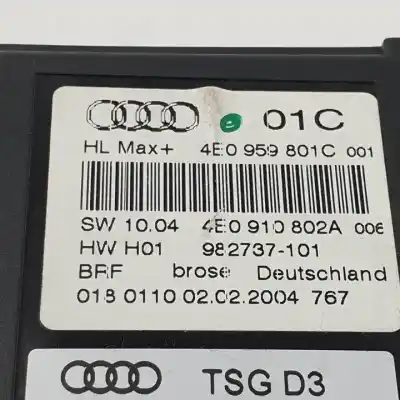 01C
HL Max+ 4E0 959 801C 001
SW 10.04 4E0 910 802A 006
HW H01 982737-101
BRF brose Deutschland
018 0110 02.02.2004 767
TSG D3